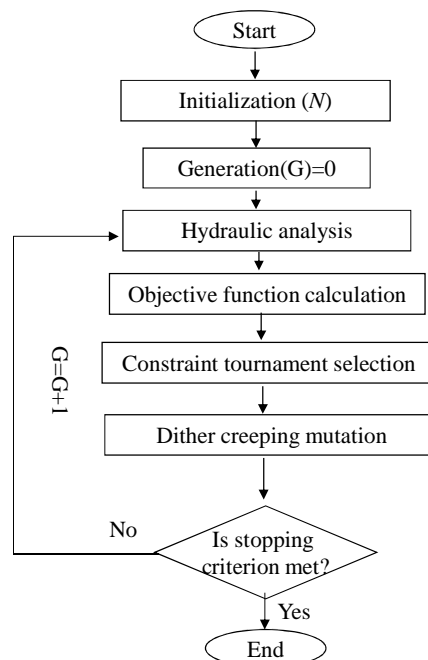 Start
Initialization (N)
Generation(G)=0
Hydraulic analysis
Objective function calculation
Constraint tournament selection
G=G+1
Dither creeping mutation
No
Is stopping
criterion met?
Yes
End